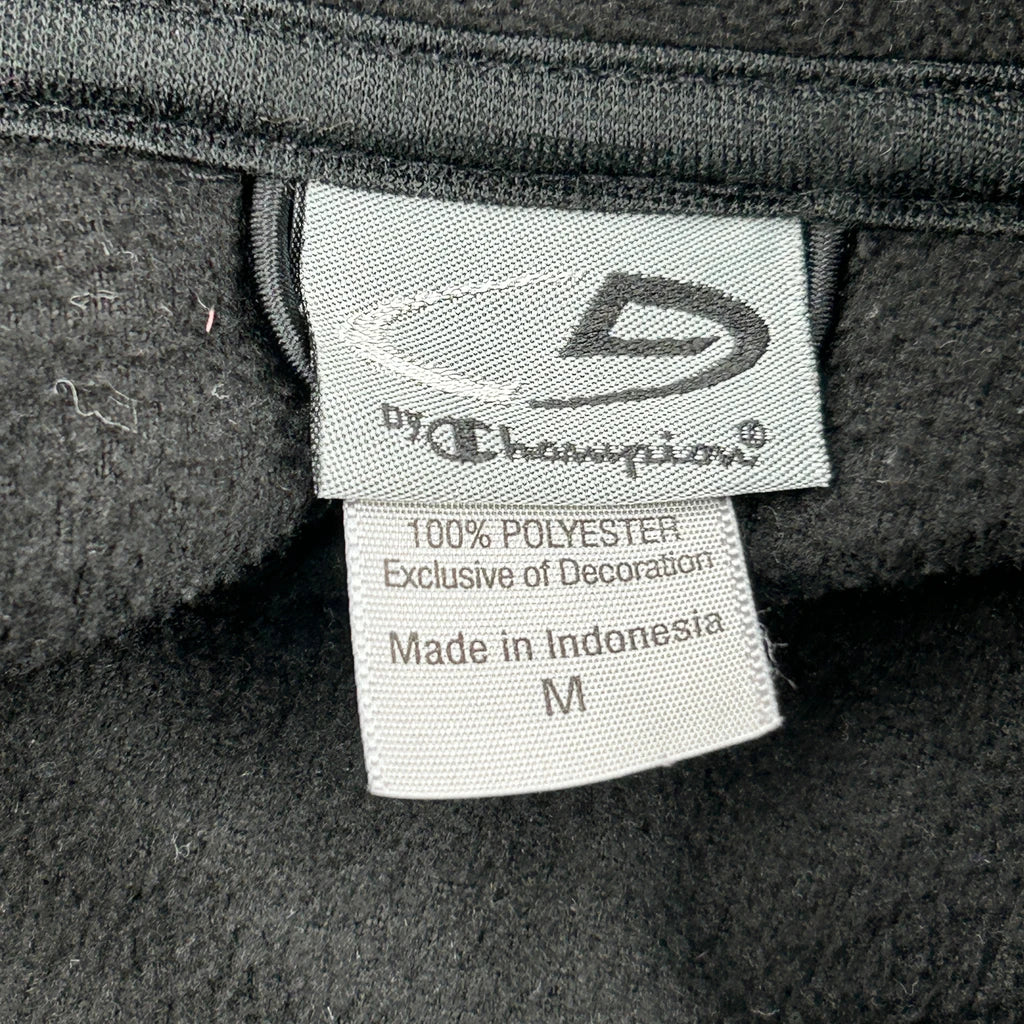 by Champion®
100% POLYESTER
Exclusive of Decoration
Made in Indonesia
M